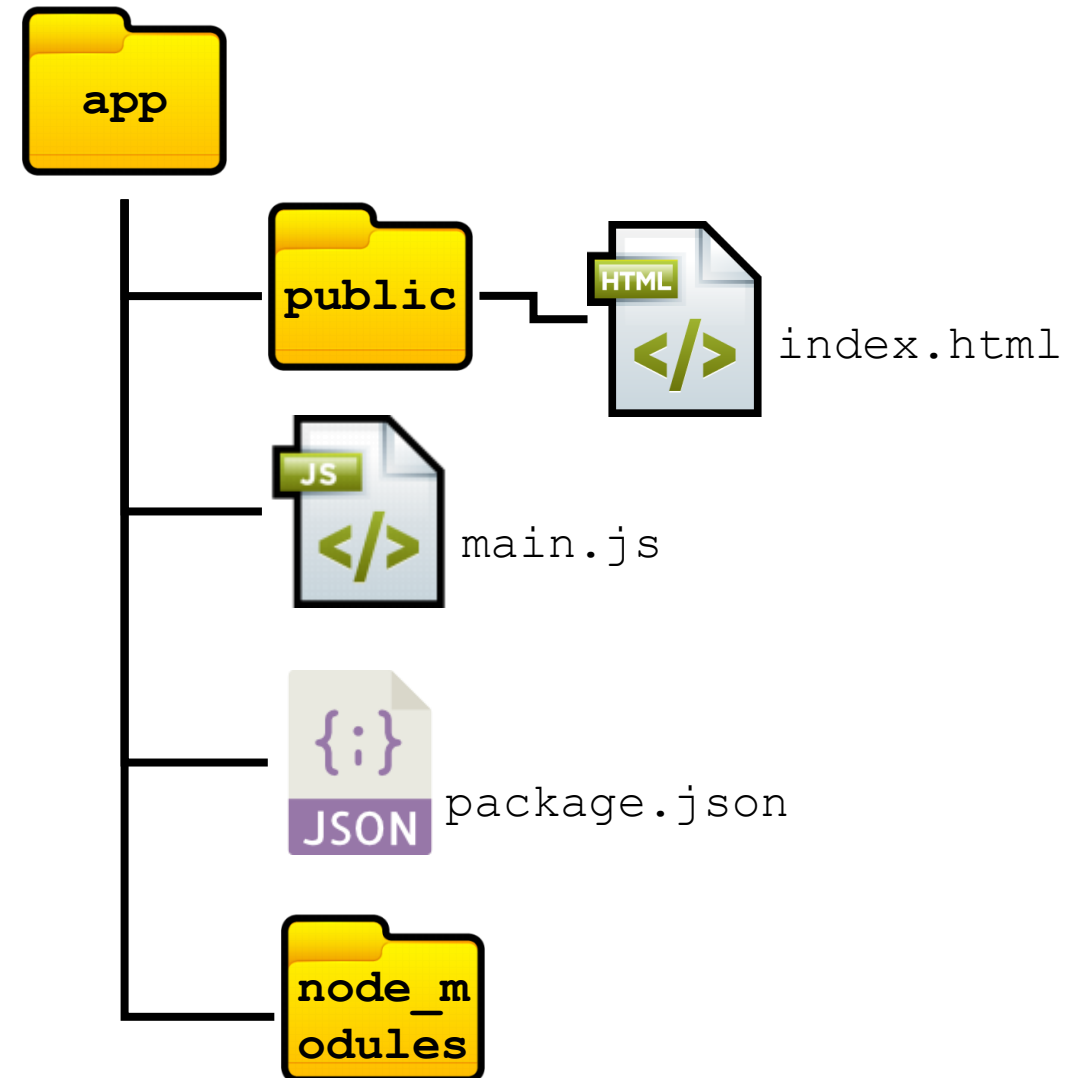 app
public
HTML
</>
index.html
JS
</>
main.js
{;}
JSON
package.json
node_m
odules